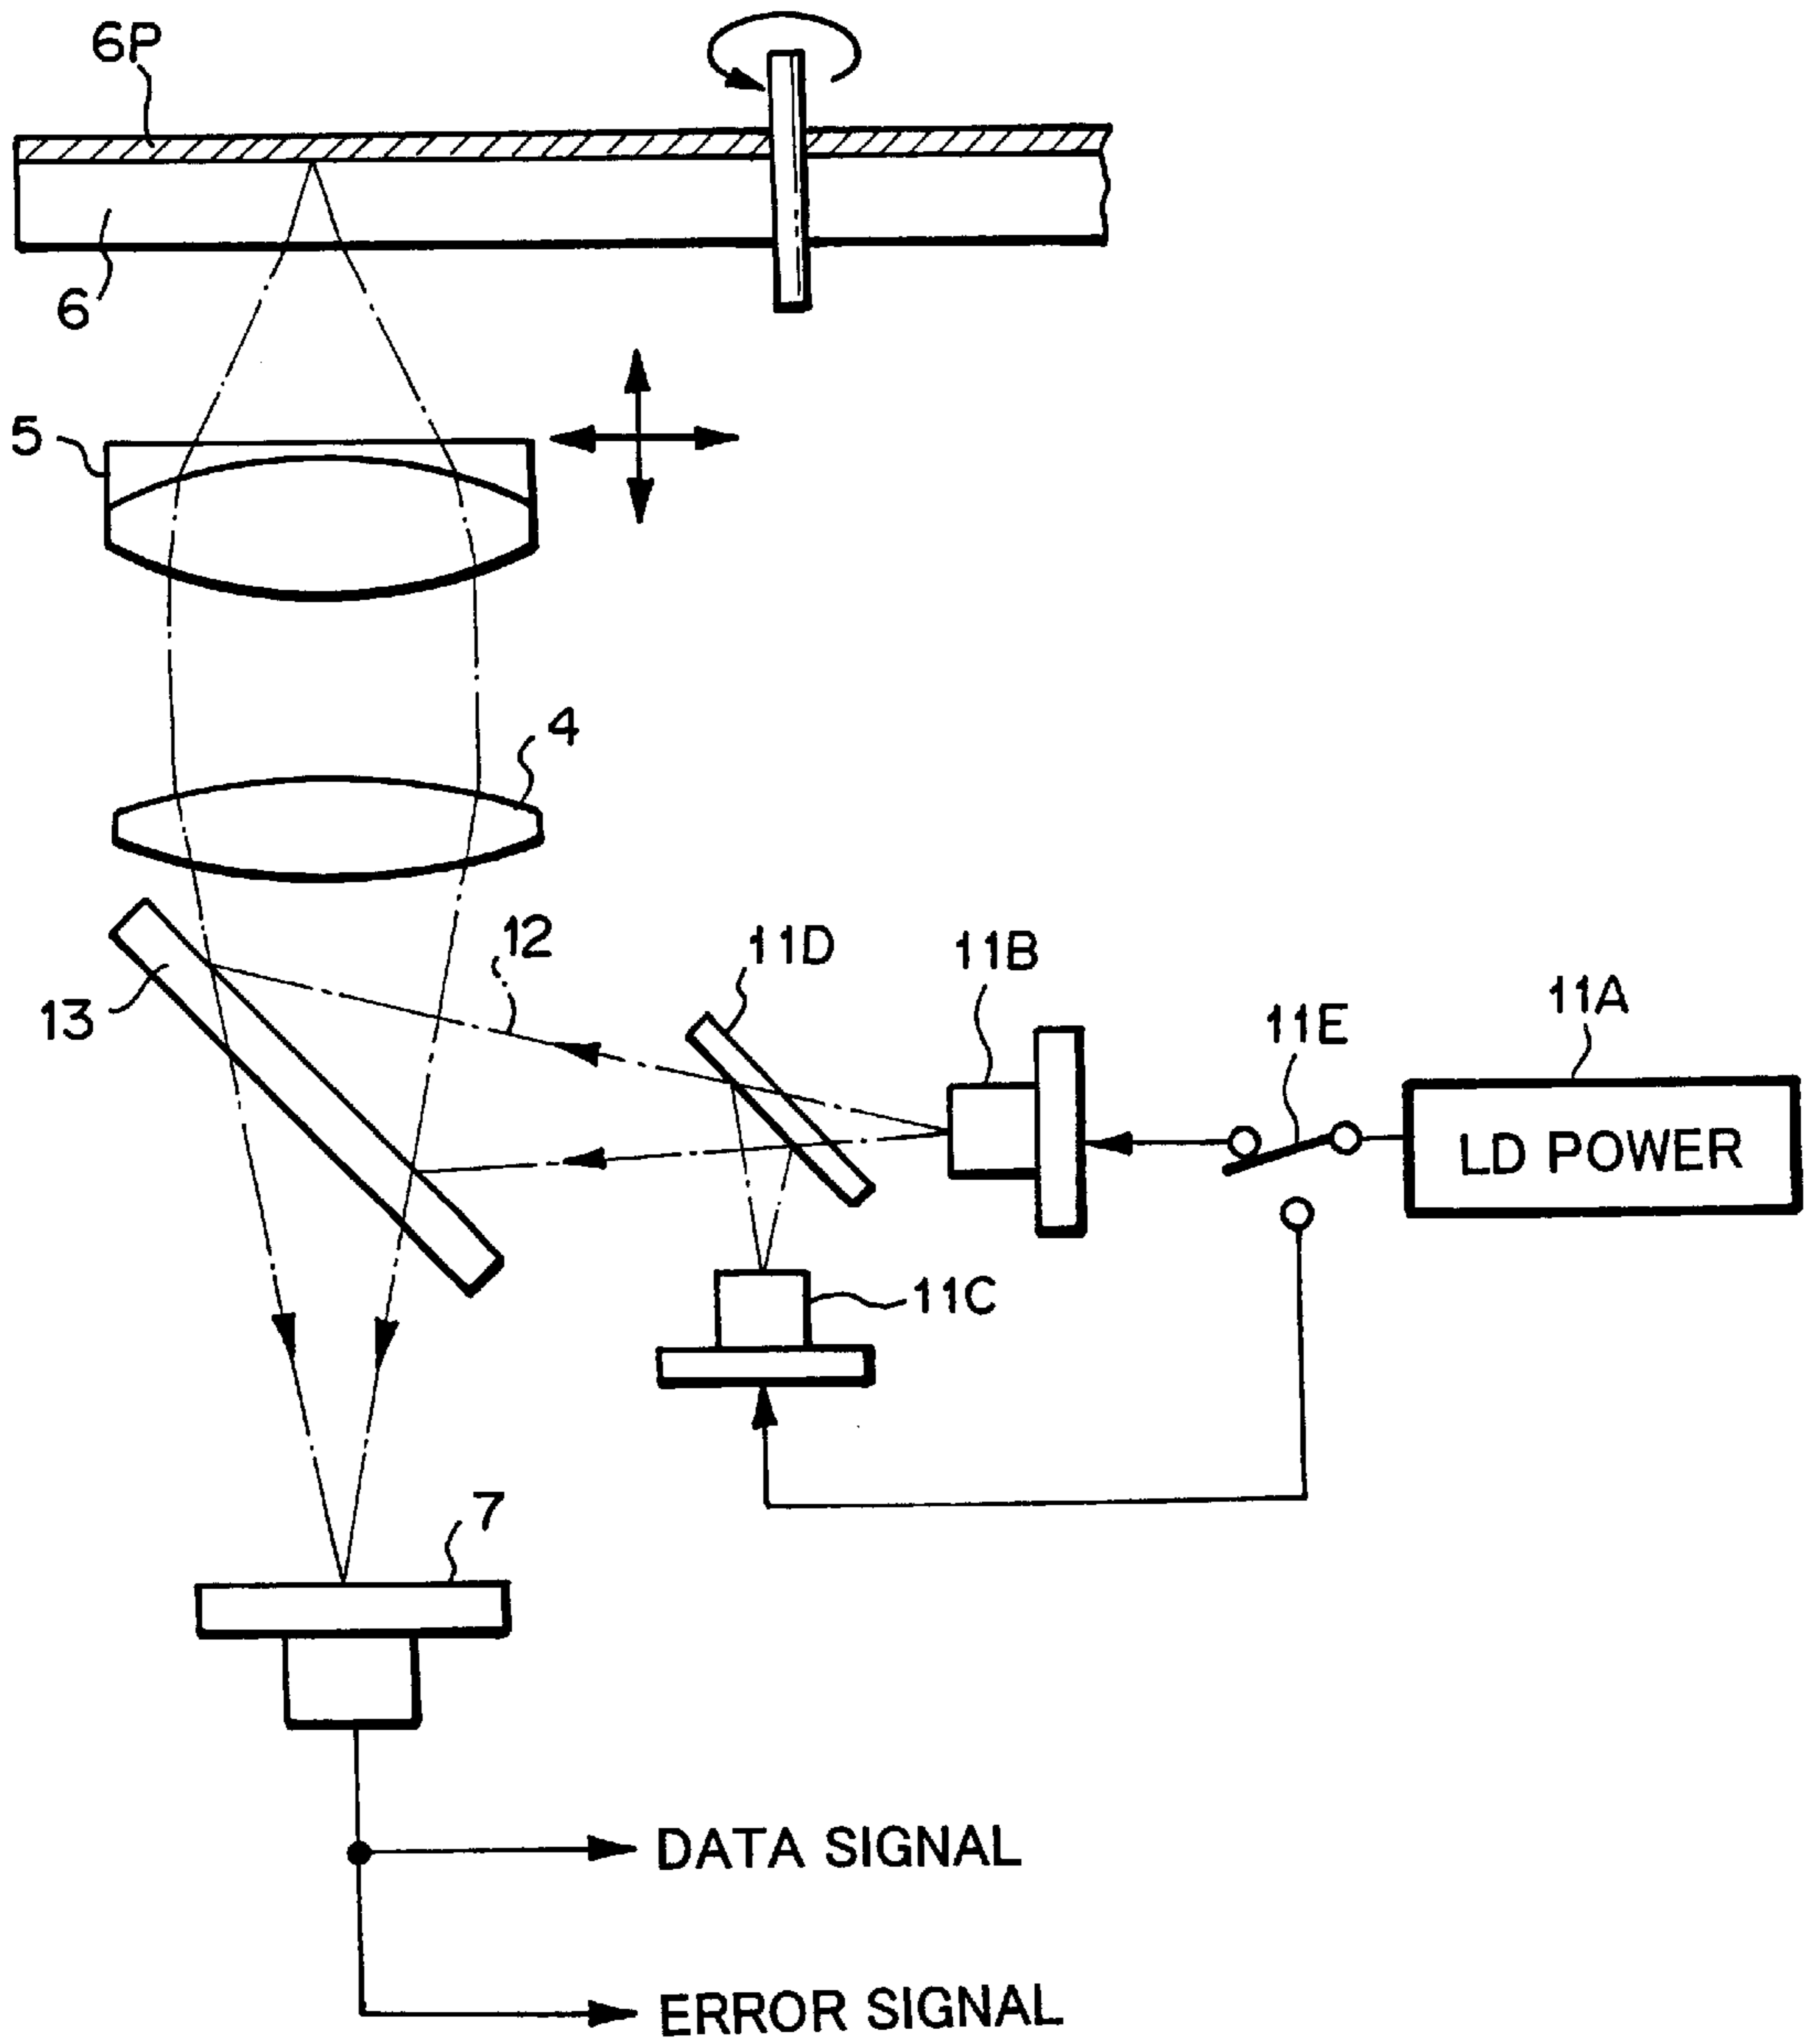 6P
6
5
4
12
11D
11B
11E
11A
13
LD POWER
11C
7
DATA SIGNAL
ERROR SIGNAL